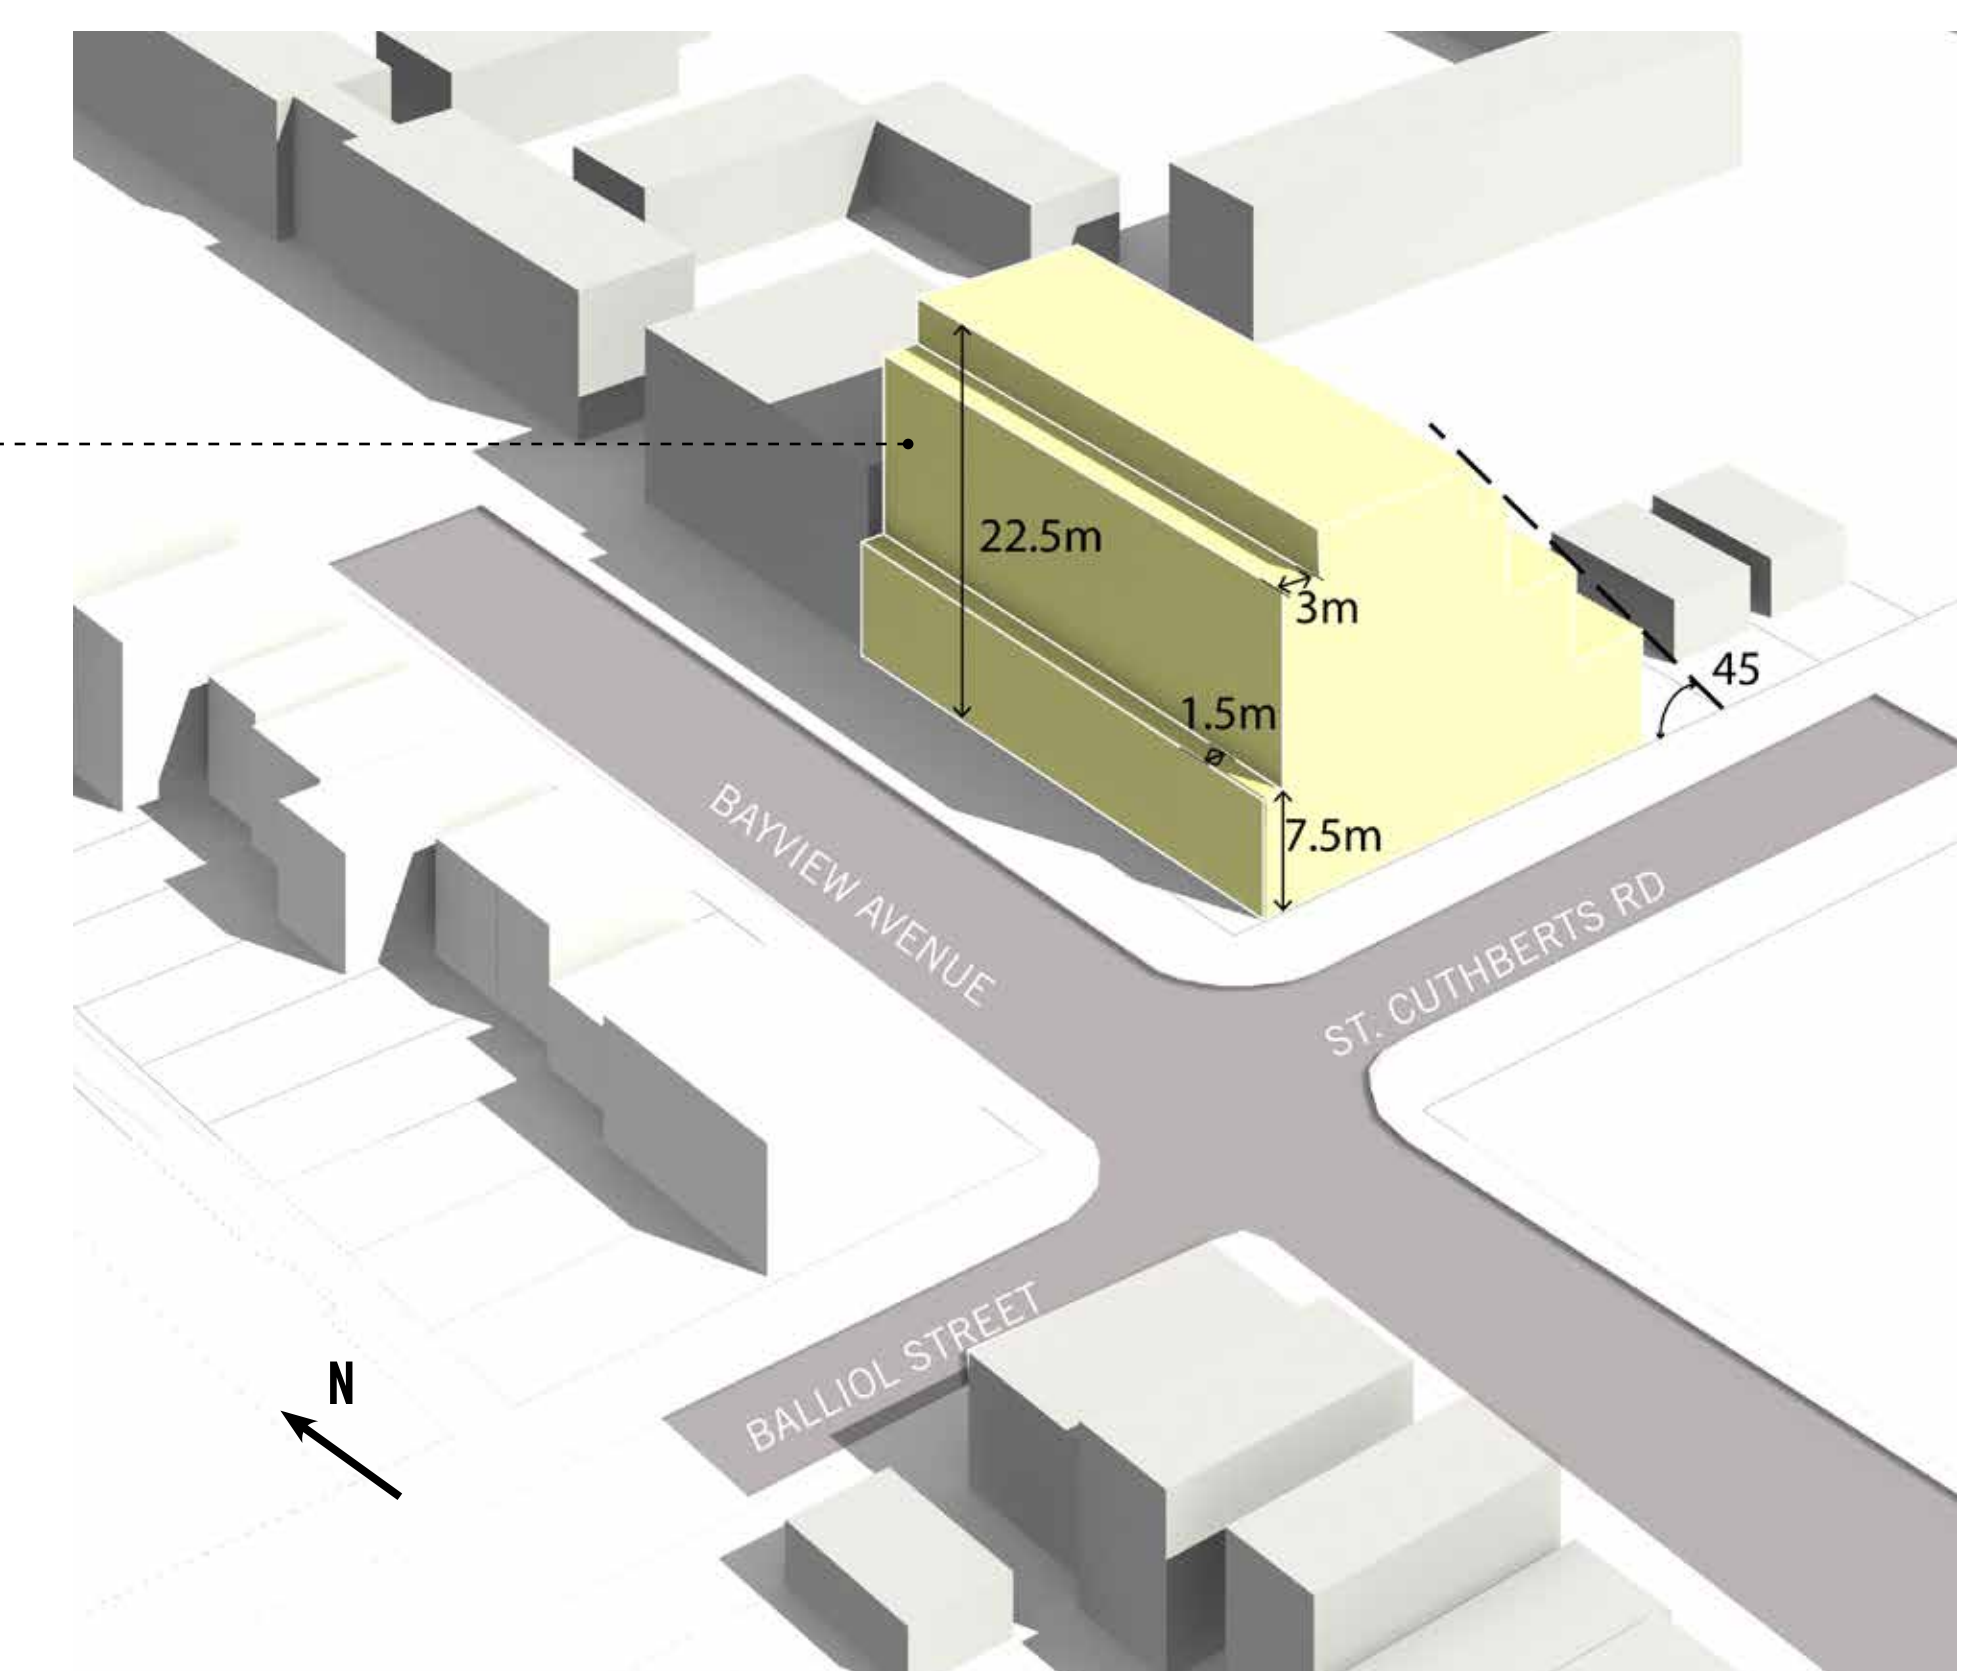 22.5m
3m
45
1.5m
7.5m
BAYVIEW AVENUE
ST. CUTHBERTS RD
BALLIOL STREET
N